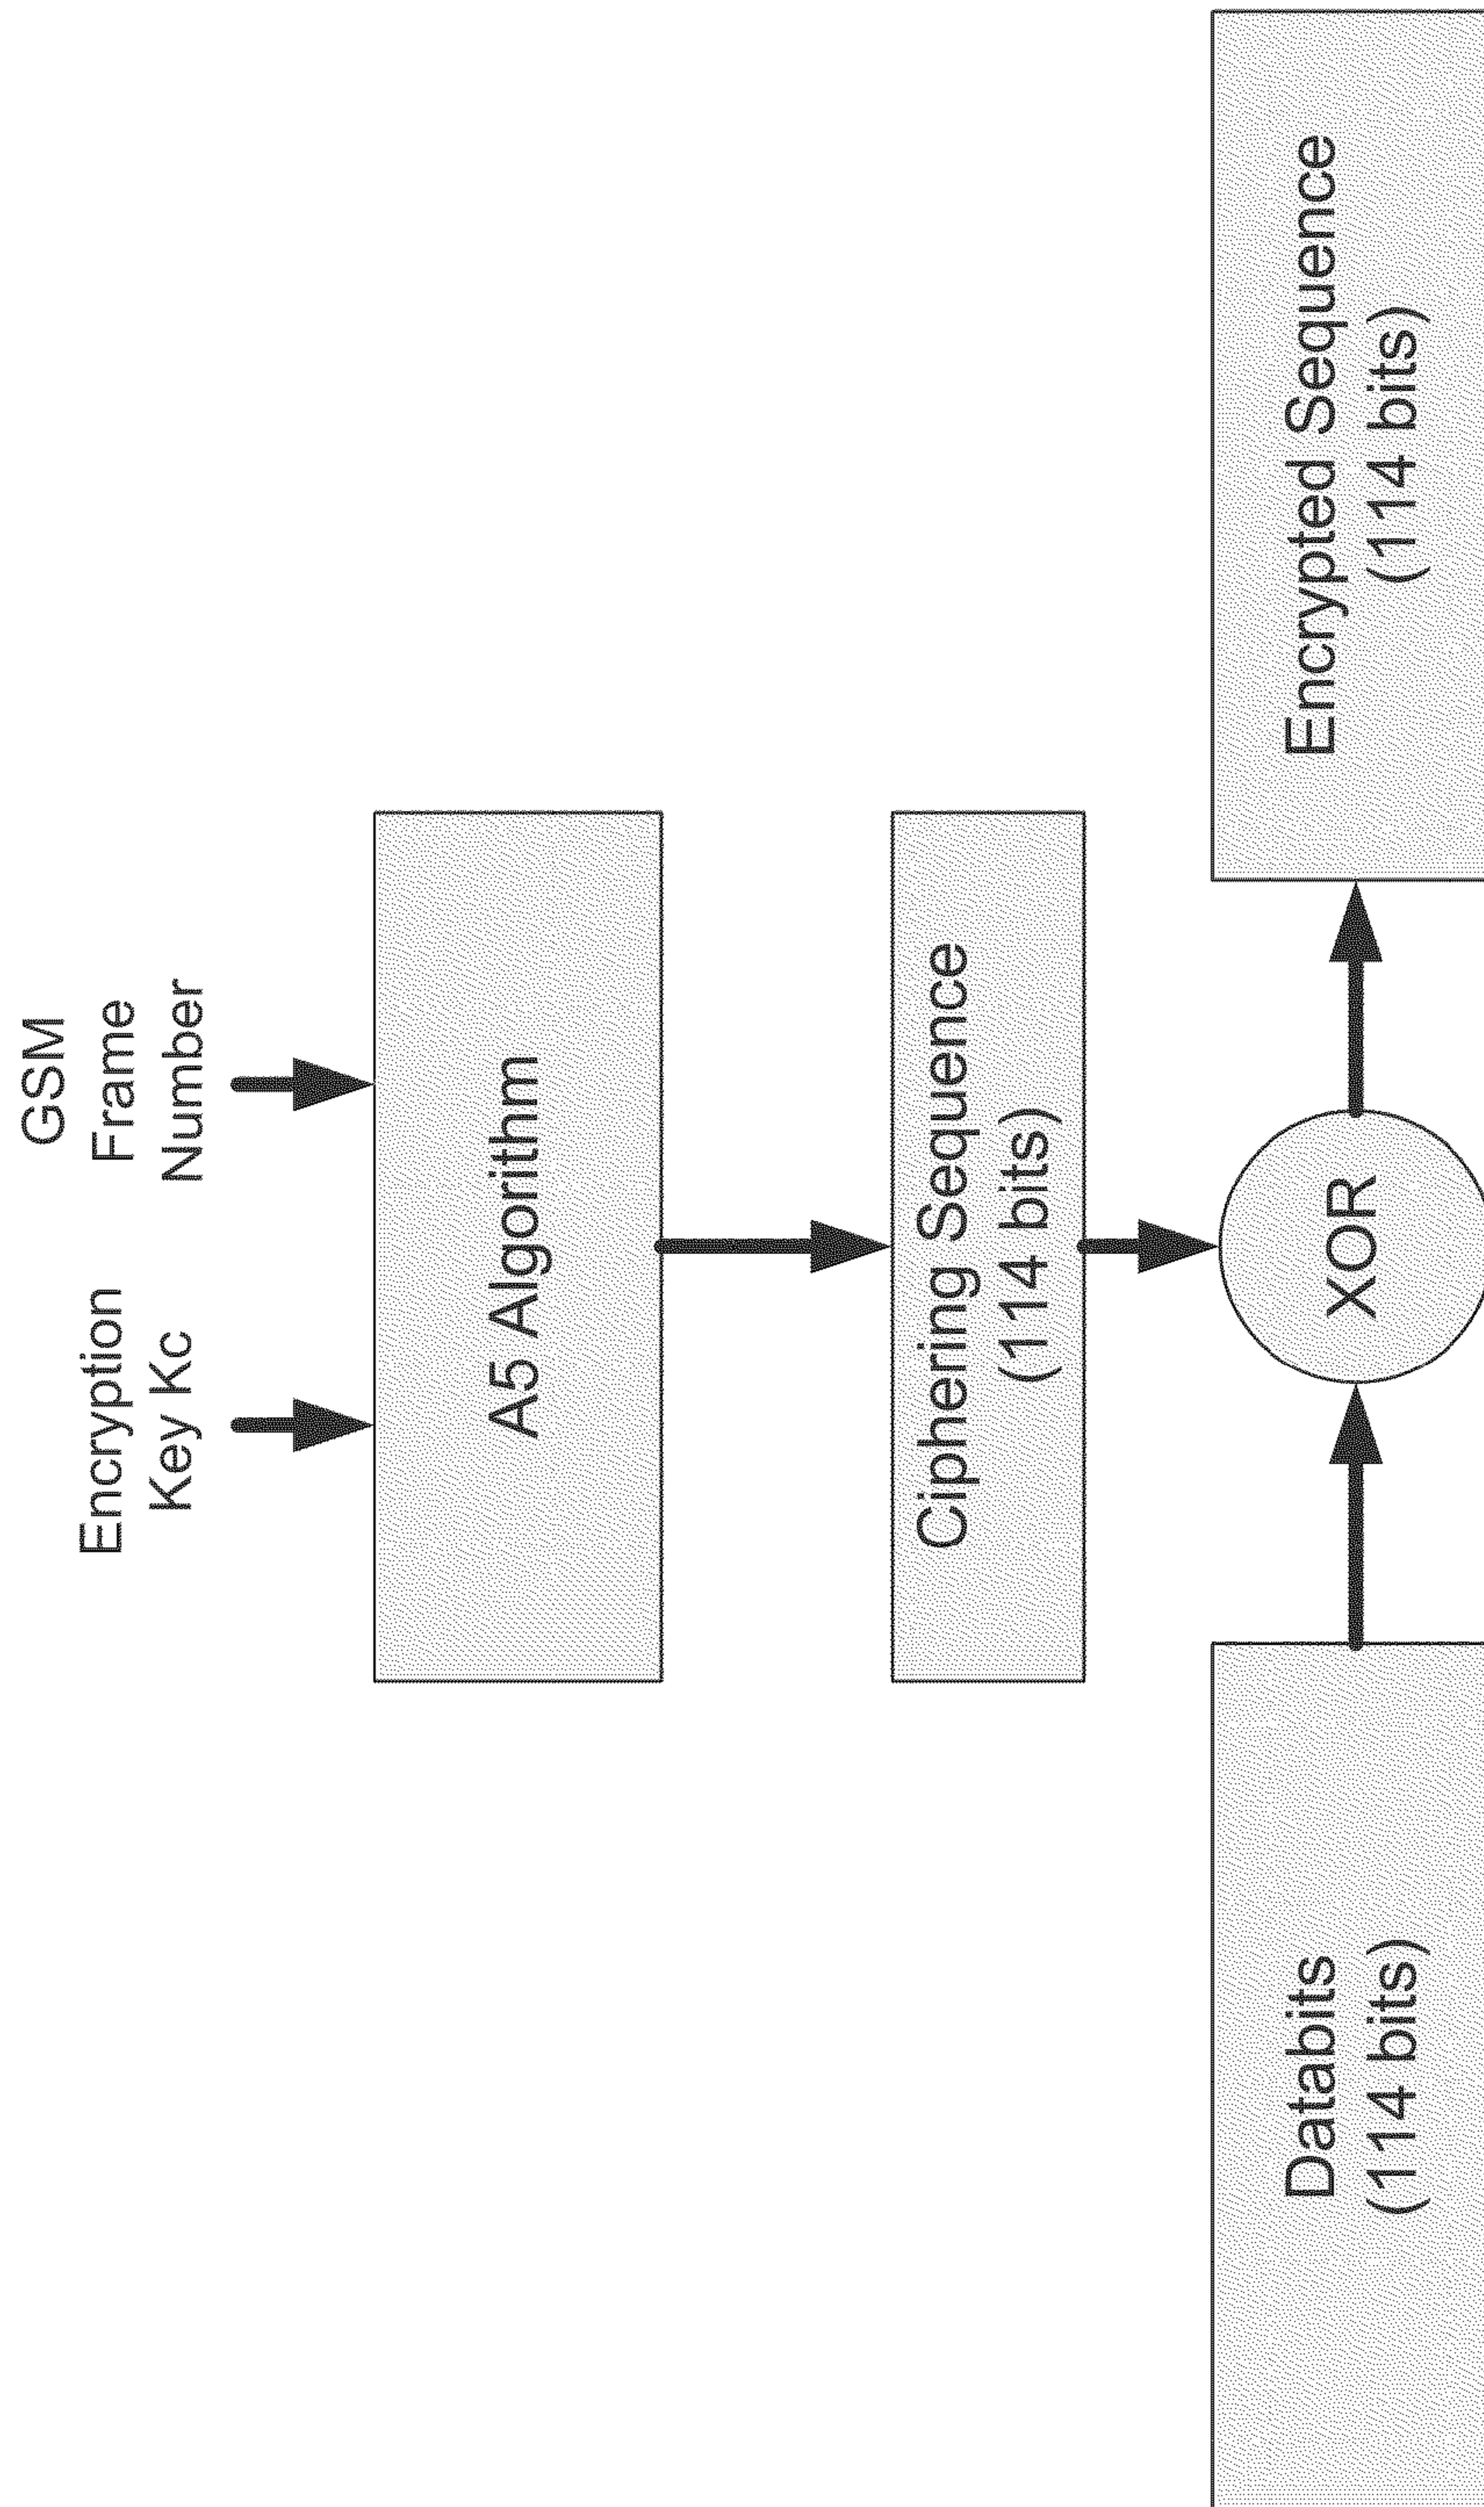 Encryption
Key Kc
GSM
Frame
Number
A5 Algorithm
Ciphering Sequence
(114 bits)
Databits
(114 bits)
XOR
Encrypted Sequence
(114 bits)